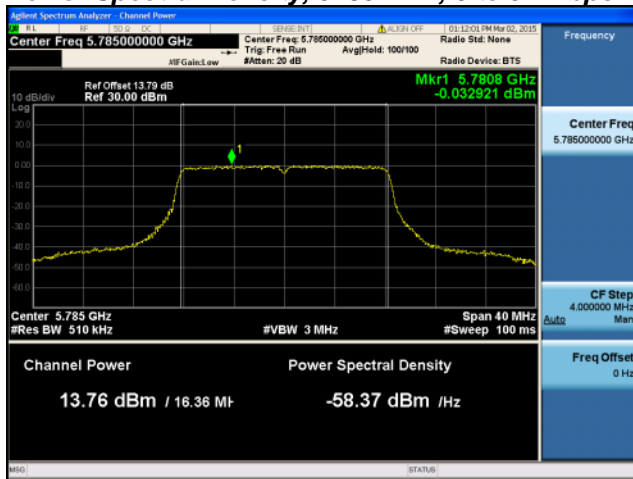 Agilent Spectrum Analyzer - Channel Power
RL RF 50 Ω DC SENSE:INT ALIGN OFF 01:12:01 PM Mar 02, 2015
Center Freq 5.785000000 GHz Center Freq: 5.785000000 GHz Radio Std: None Frequency
Trig: Free Run Avg|Hold: 100/100
#IFGain:Low #Atten: 20 dB Radio Device: BTS
Ref Offset 13.79 dB Mkr1 5.7808 GHz
10 dB/div Ref 30.00 dBm -0.032921 dBm
Log
20.0
10.0
0.00
-10.0
-20.0
-30.0
-40.0
-50.0
-60.0
1
Center Freq
5.785000000 GHz
Center 5.785 GHz Span 40 MHz
#Res BW 510 kHz #VBW 3 MHz #Sweep 100 ms
CF Step
4.000000 MHz
Auto Man
Channel Power Power Spectral Density
13.76 dBm / 16.36 MH -58.37 dBm /Hz
Freq Offset
0 Hz
MSG STATUS